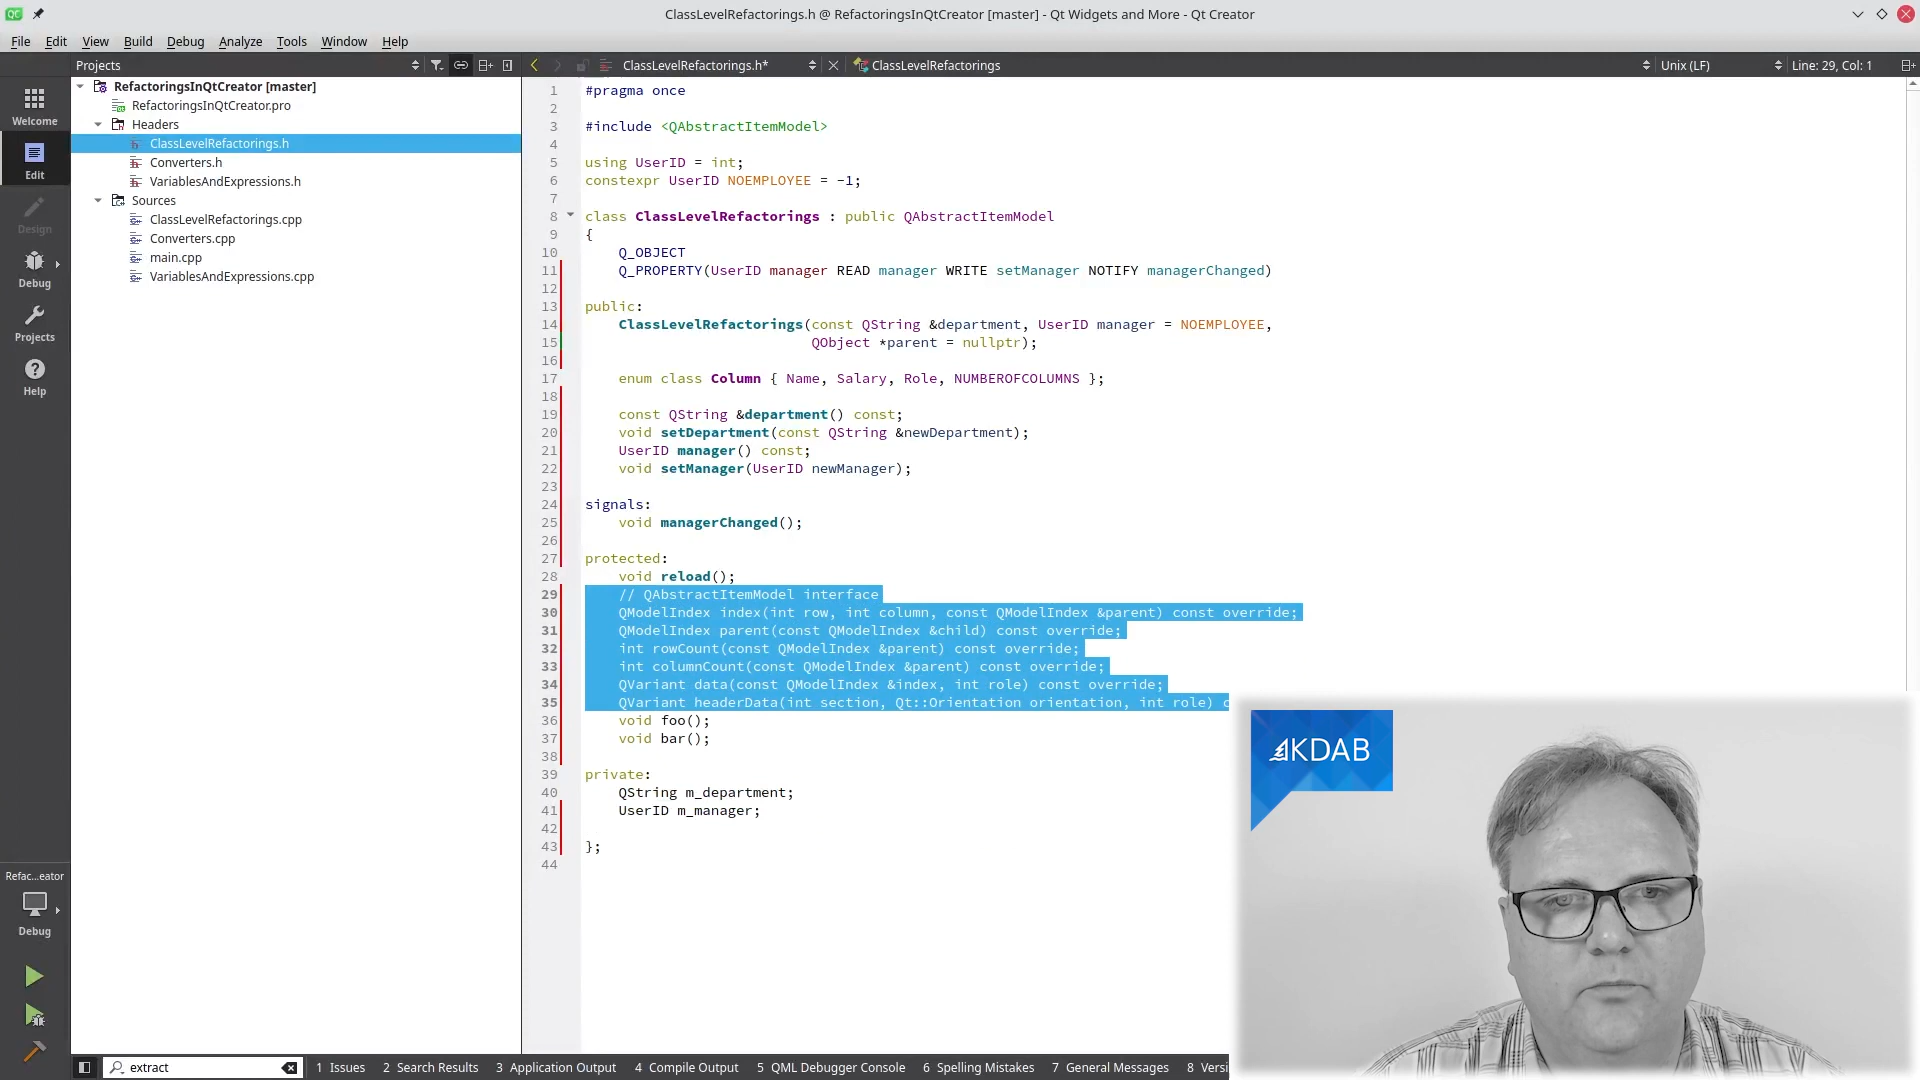 QC
ClassLevelRefactorings.h @ RefactoringsInQtCreator [master] - Qt Widgets and More - Qt Creator
File Edit View Build Debug Analyze Tools Window Help
Projects
ClassLevelRefactorings.h*
ClassLevelRefactorings
Unix (LF)
Line: 29, Col: 1
Welcome
Edit
Design
Debug
Projects
Help
Refac...eator
Debug
RefactoringsInQtCreator [master]
RefactoringsInQtCreator.pro
Headers
ClassLevelRefactorings.h
Converters.h
VariablesAndExpressions.h
Sources
ClassLevelRefactorings.cpp
Converters.cpp
main.cpp
VariablesAndExpressions.cpp
1 #pragma once
2
3 #include <QAbstractItemModel>
4
5 using UserID = int;
6 constexpr UserID NOEMPLOYEE = -1;
7
8 class ClassLevelRefactorings : public QAbstractItemModel
9 {
10 Q_OBJECT
11 Q_PROPERTY(UserID manager READ manager WRITE setManager NOTIFY managerChanged)
12
13 public:
14 ClassLevelRefactorings(const QString &department, UserID manager = NOEMPLOYEE,
15 QObject *parent = nullptr);
16
17 enum class Column { Name, Salary, Role, NUMBEROFCOLUMNS };
18
19 const QString &department() const;
20 void setDepartment(const QString &newDepartment);
21 UserID manager() const;
22 void setManager(UserID newManager);
23
24 signals:
25 void managerChanged();
26
27 protected:
28 void reload();
29 // QAbstractItemModel interface
30 QModelIndex index(int row, int column, const QModelIndex &parent) const override;
31 QModelIndex parent(const QModelIndex &child) const override;
32 int rowCount(const QModelIndex &parent) const override;
33 int columnCount(const QModelIndex &parent) const override;
34 QVariant data(const QModelIndex &index, int role) const override;
35 QVariant headerData(int section, Qt::Orientation orientation, int role) c
36 void foo();
37 void bar();
38
39 private:
40 QString m_department;
41 UserID m_manager;
42
43 };
44
KDAB
extract
1 Issues 2 Search Results 3 Application Output 4 Compile Output 5 QML Debugger Console 6 Spelling Mistakes 7 General Messages 8 Versi